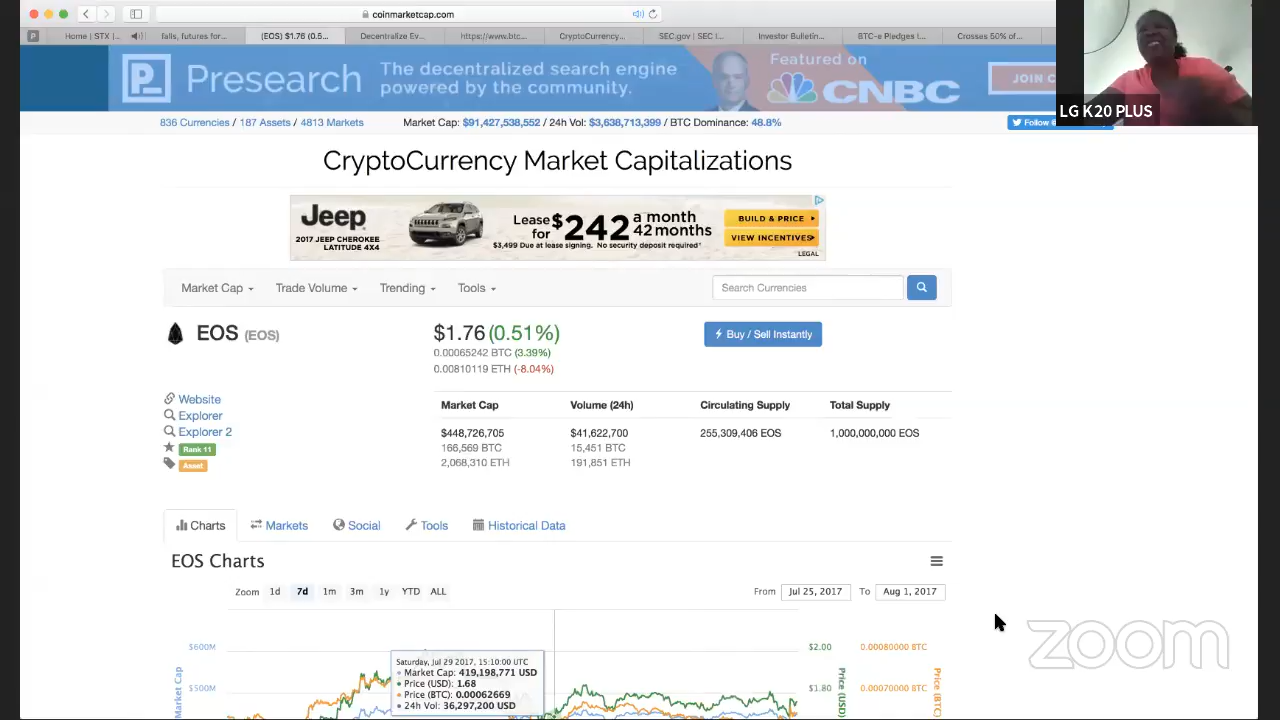 coinmarketcap.com
Home | STX |...
falls, futures for...
(EOS) $1.76 (0.5...
Decentralize Ev...
https://www.btc...
CryptoCurrency...
SEC.gov | SEC I...
Investor Bulletin...
BTC-e Pledges t...
Crosses 50% of...
Presearch
The decentralized search engine
powered by the community.
Featured on
CNBC
JOIN
LG K20 PLUS
836 Currencies / 187 Assets / 4813 Markets
Market Cap: $91,427,538,552 / 24h Vol: $3,638,713,399 / BTC Dominance: 48.8%
Follow
CryptoCurrency Market Capitalizations
Jeep
2017 JEEP CHEROKEE
LATITUDE 4X4
Lease for $242 a month 42 months
$3,499 Due at lease signing. No security deposit required*
BUILD & PRICE
VIEW INCENTIVES
LEGAL
Market Cap
Trade Volume
Trending
Tools
Search Currencies
EOS (EOS)
$1.76 (0.51%)
0.00065242 BTC (3.39%)
0.00810119 ETH (-8.04%)
Buy / Sell Instantly
Website
Explorer
Explorer 2
Rank 11
Asset
Market Cap Volume (24h) Circulating Supply Total Supply
$448,726,705 $41,622,700 255,309,406 EOS 1,000,000,000 EOS
166,569 BTC 15,451 BTC
2,068,310 ETH 191,851 ETH
Charts
Markets
Social
Tools
Historical Data
EOS Charts
Zoom 1d 7d 1m 3m 1y YTD ALL
From Jul 25, 2017 To Aug 1, 2017
$600M
$500M
Market Cap
Saturday, Jul 29 2017, 15:10:00 UTC
Market Cap: 419,198,771 USD
Price (USD): 1.68
Price (BTC): 0.00062669
24h Vol: 36,297,200 USD
$2.00
$1.80
Price (USD)
0.00080000 BTC
0.00070000 BTC
Price (BTC)
zoom